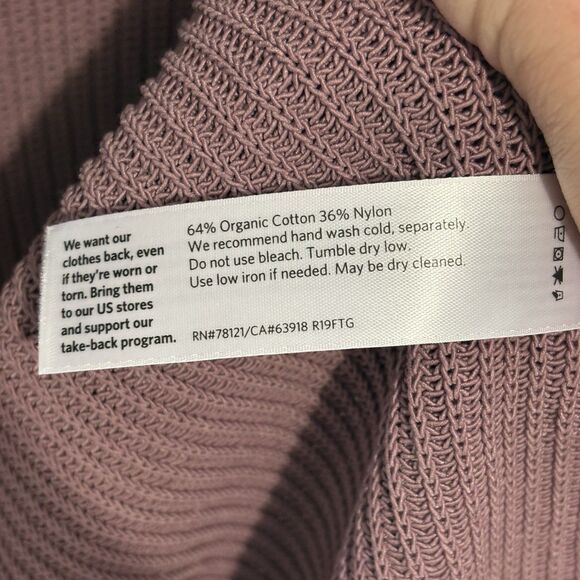 We want our
clothes back, even
if they're worn or
torn. Bring them
to our US stores
and support our
take-back program.
64% Organic Cotton 36% Nylon
We recommend hand wash cold, separately.
Do not use bleach. Tumble dry low.
Use low iron if needed. May be dry cleaned.
RN#78121/CA#63918 R19FTG